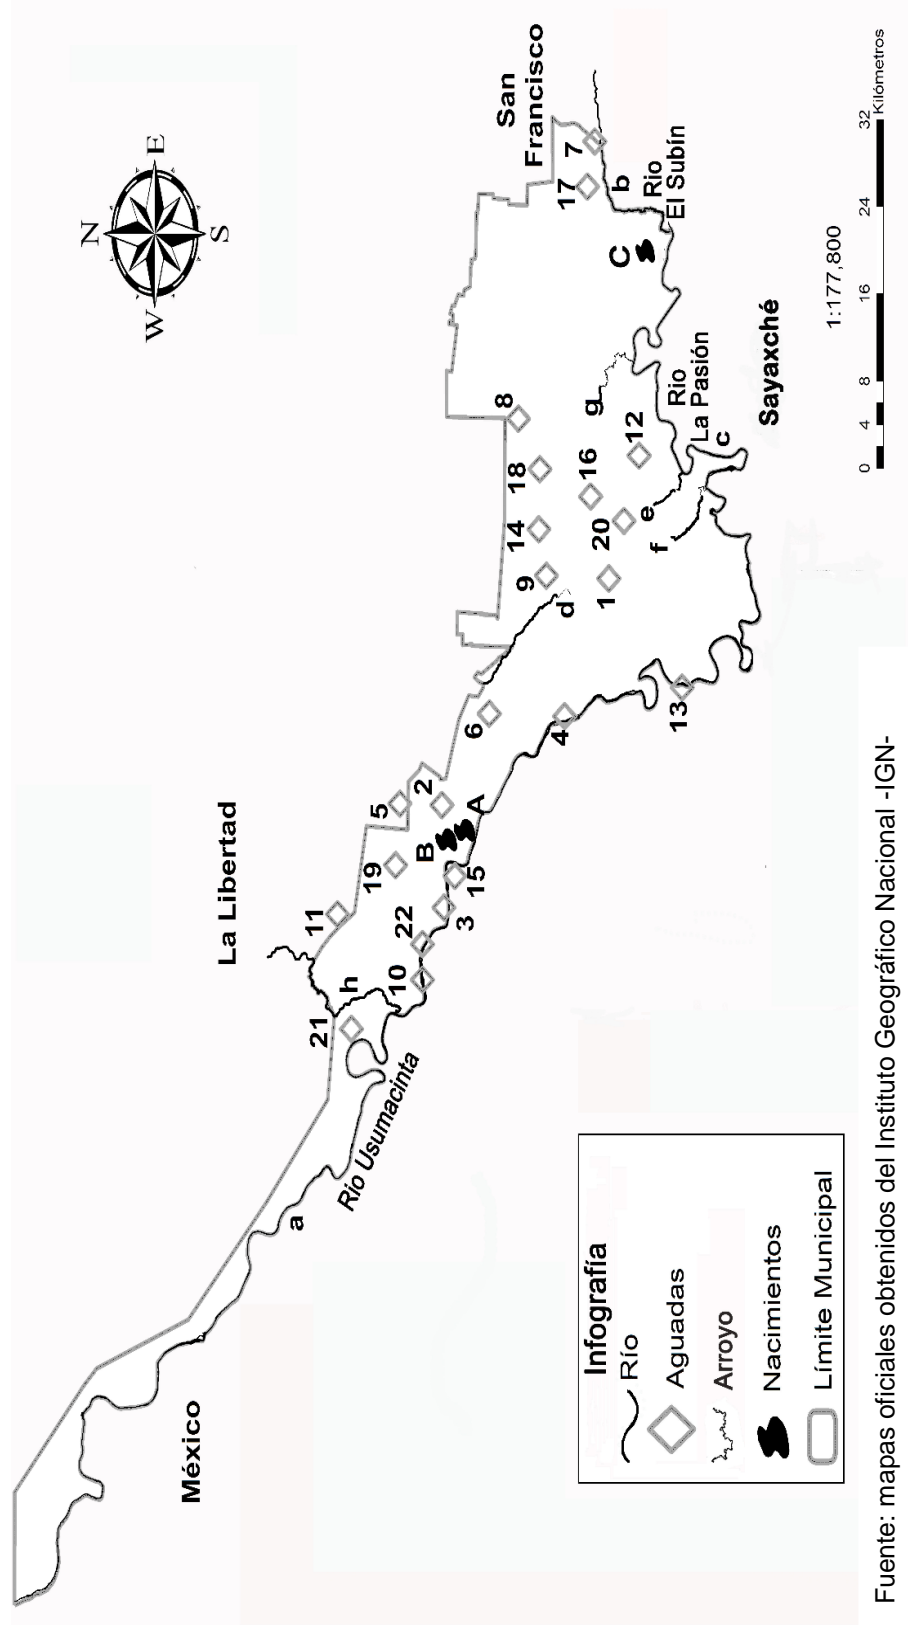 N
W
E
S
San
Francisco
7
17
b
Rio
El Subín
C
8
g
Rio
La Pasión
c
Sayaxché
18
16
12
14
20
e
f
9
d
1
6
4
13
La Libertad
5
2
A
B
19
15
11
22
3
10
h
21
Río Usumacinta
a
México
1:177,800
0
4
8
16
24
32
Kilómetros
Infografía
Río
Aguadas
Arroyo
Nacimientos
Límite Municipal
Fuente: mapas oficiales obtenidos del Instituto Geográfico Nacional -IGN-